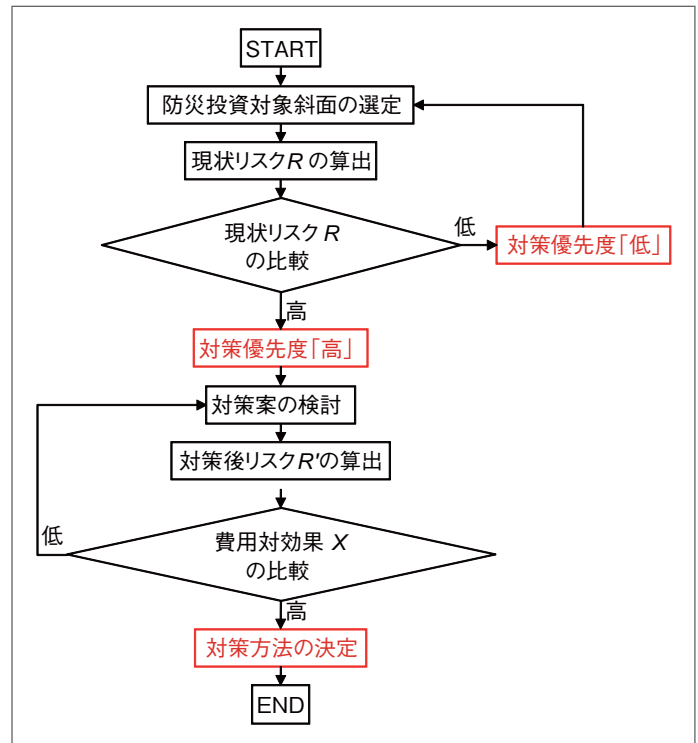 START
防災投資対象斜面の選定
現状リスクR の算出
現状リスク R
の比較
低
対策優先度「低」
高
対策優先度「高」
対策案の検討
対策後リスクR'の算出
低
費用対効果 X
の比較
高
対策方法の決定
END